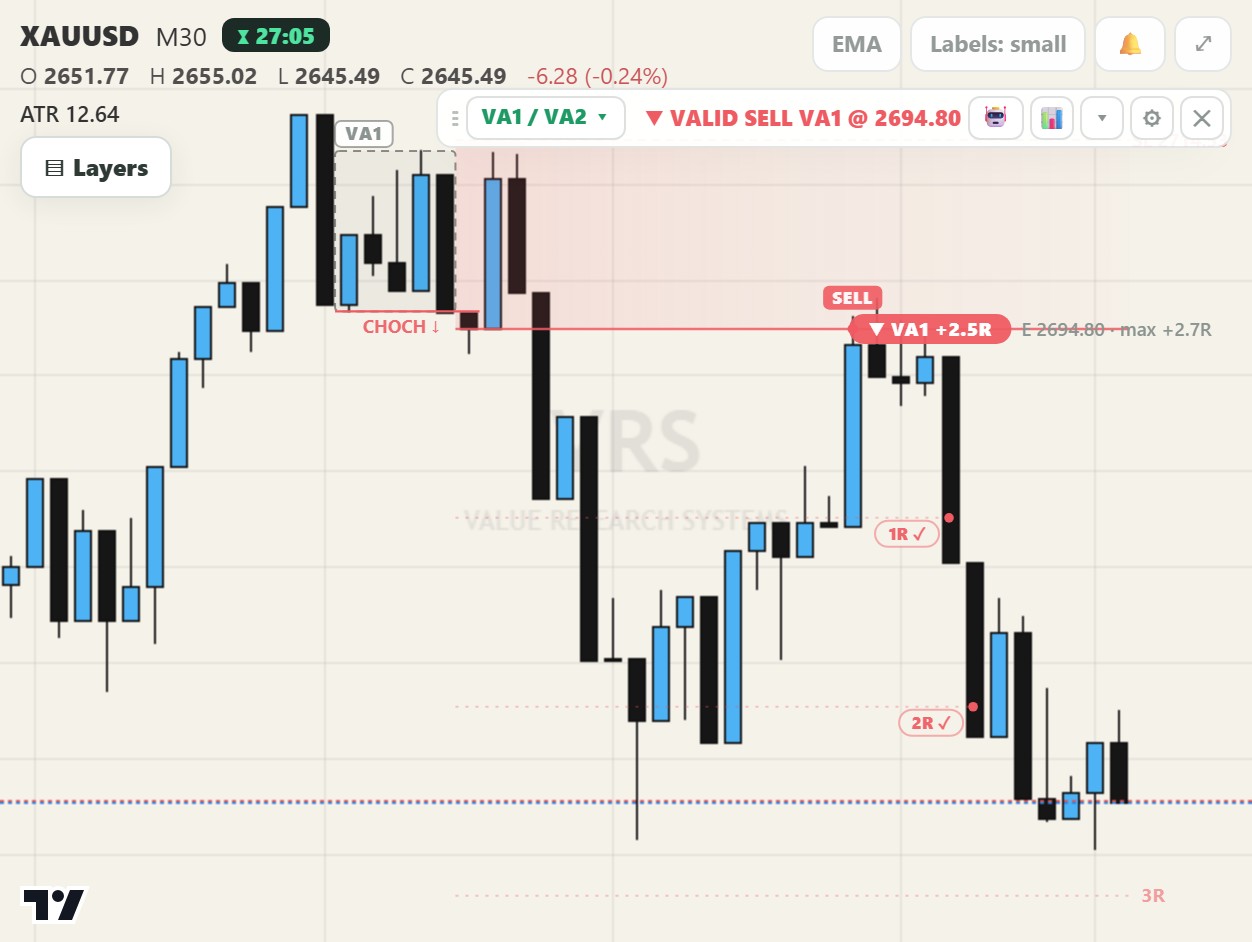 XAUUSD M30 27:05
EMA Labels: small
O 2651.77 H 2655.02 L 2645.49 C 2645.49 -6.28 (-0.24%)
ATR 12.64
VA1 / VA2 ▼ ▼ VALID SELL VA1 @ 2694.80
Layers
VA1
CHOCH ↓
SELL
▼ VA1 +2.5R E 2694.80 · max +2.7R
VRS
VALUE RESEARCH SYSTEMS
1R ✓
2R ✓
3R